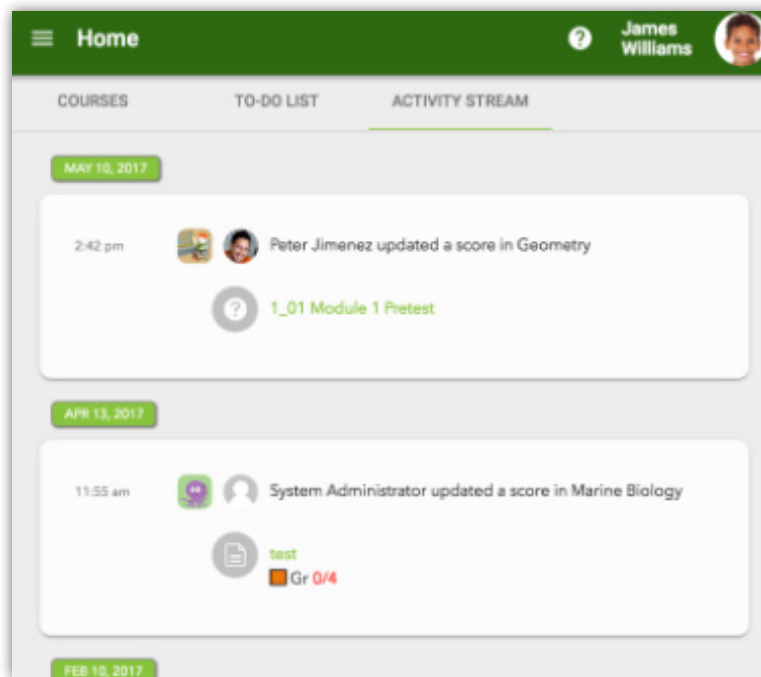 Home
?
James
Williams
COURSES
TO-DO LIST
ACTIVITY STREAM
MAY 10, 2017
2:42 pm
Peter Jimenez updated a score in Geometry
?
1_01 Module 1 Pretest
APR 13, 2017
11:55 am
System Administrator updated a score in Marine Biology
test
Gr 0/4
FEB 10, 2017